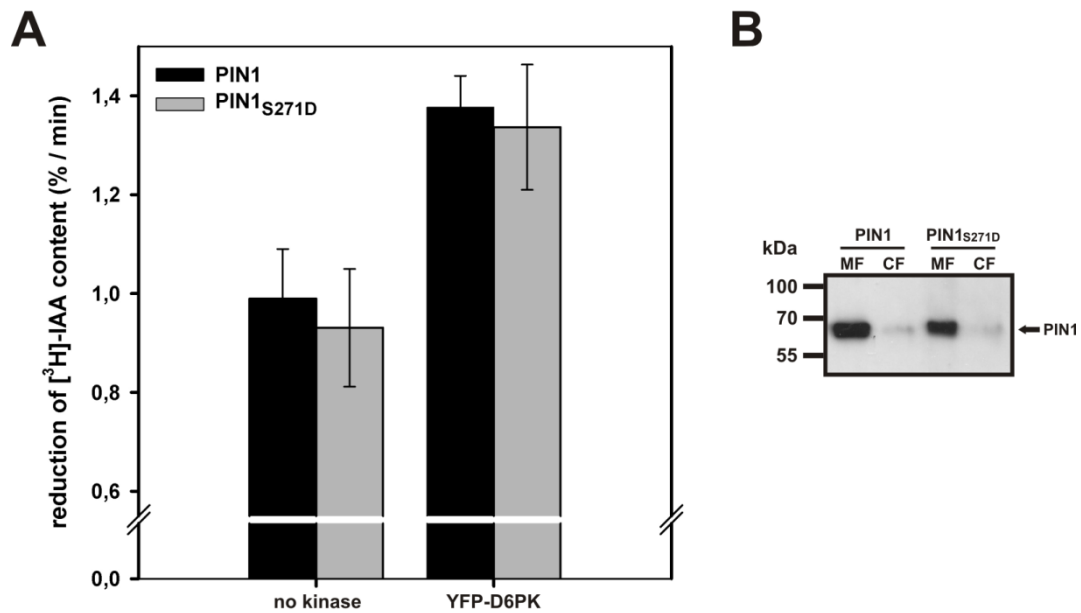 A
B
reduction of [³H]-IAA content (% / min)
1,4
1,2
1,0
0,8
0,6
0,0
PIN1
PIN1S271D
no kinase
YFP-D6PK
kDa
PIN1 PIN1S271D
MF CF MF CF
100
70
55
PIN1